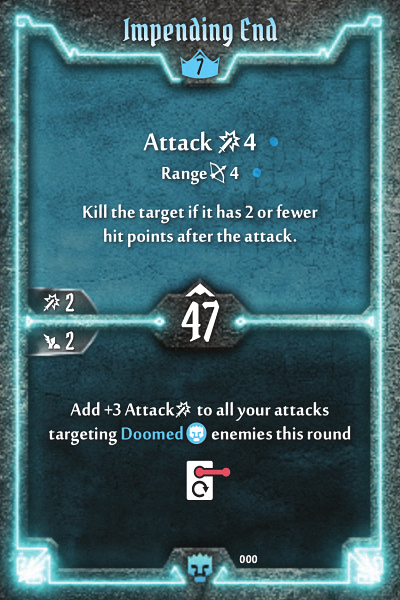 Impending End
7
Attack 4
Range 4
Kill the target if it has 2 or fewer
hit points after the attack.
2
47
2
Add +3 Attack to all your attacks
targeting Doomed enemies this round
000